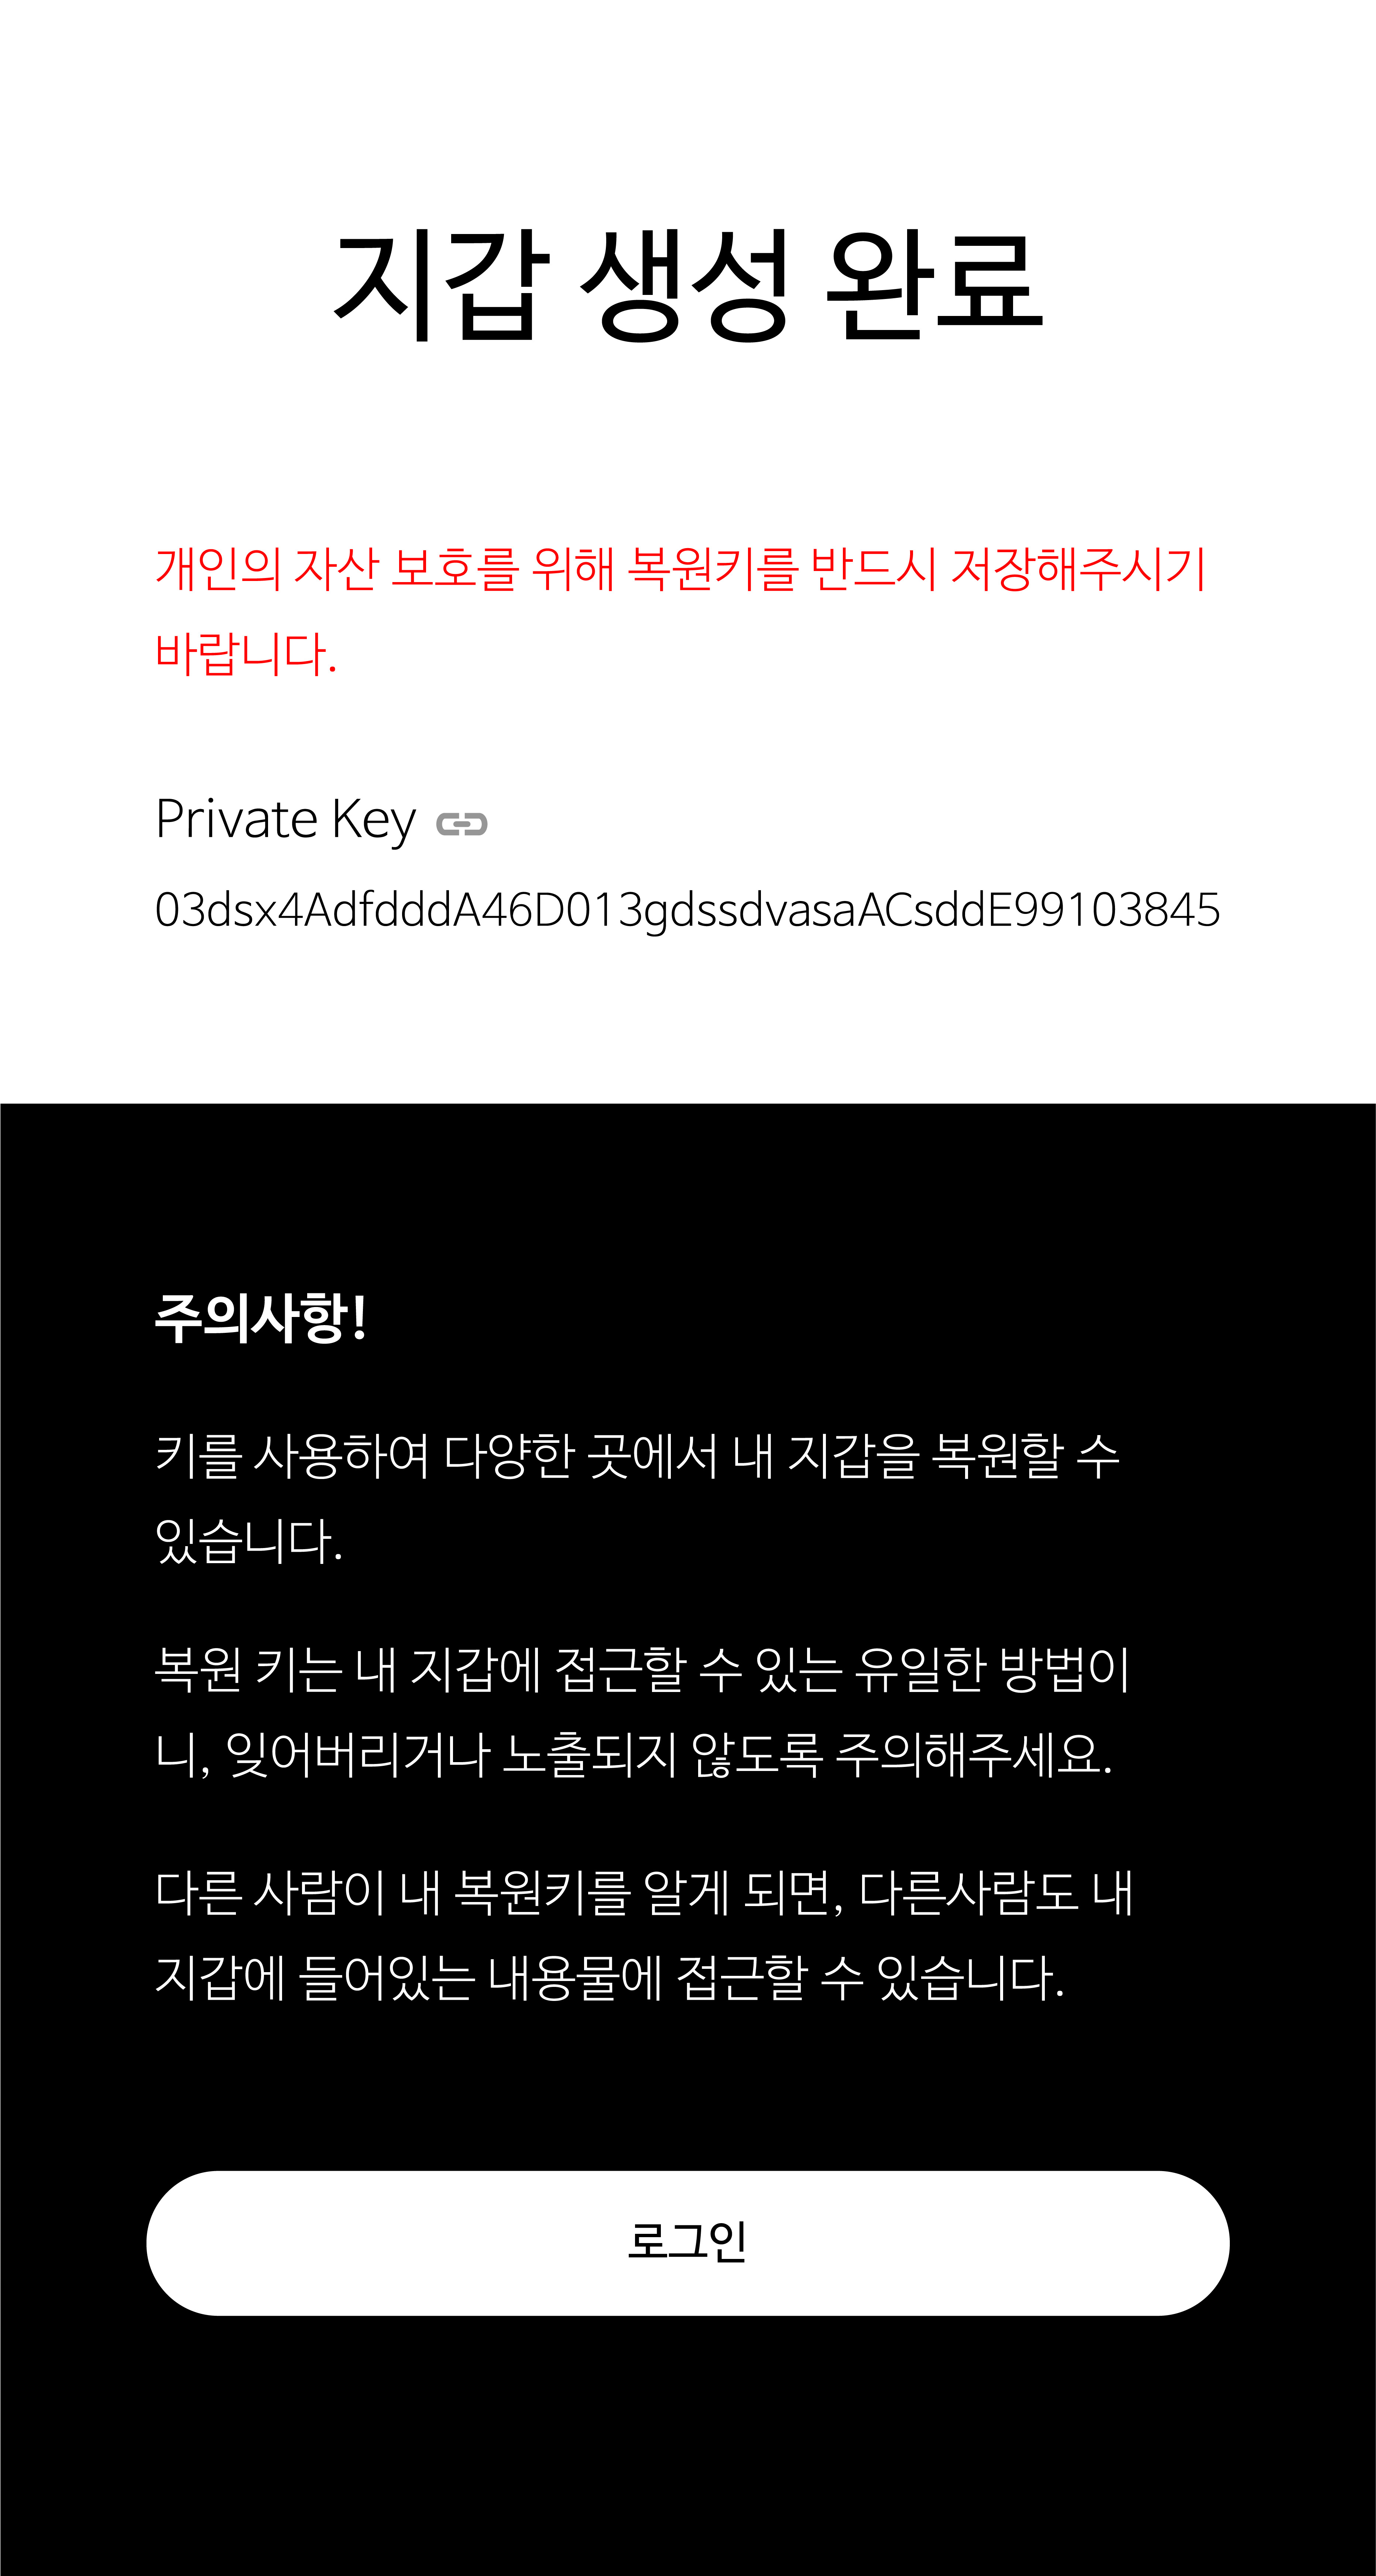 지갑 생성 완료
개인의 자산 보호를 위해 복원키를 반드시 저장해주시기
바랍니다.
Private Key
03dsx4AdfdddA46D013gdssdvasaACsddE99103845
주의사항!
키를 사용하여 다양한 곳에서 내 지갑을 복원할 수
있습니다.
복원 키는 내 지갑에 접근할 수 있는 유일한 방법이
니, 잊어버리거나 노출되지 않도록 주의해주세요.
다른 사람이 내 복원키를 알게 되면, 다른사람도 내
지갑에 들어있는 내용물에 접근할 수 있습니다.
로그인